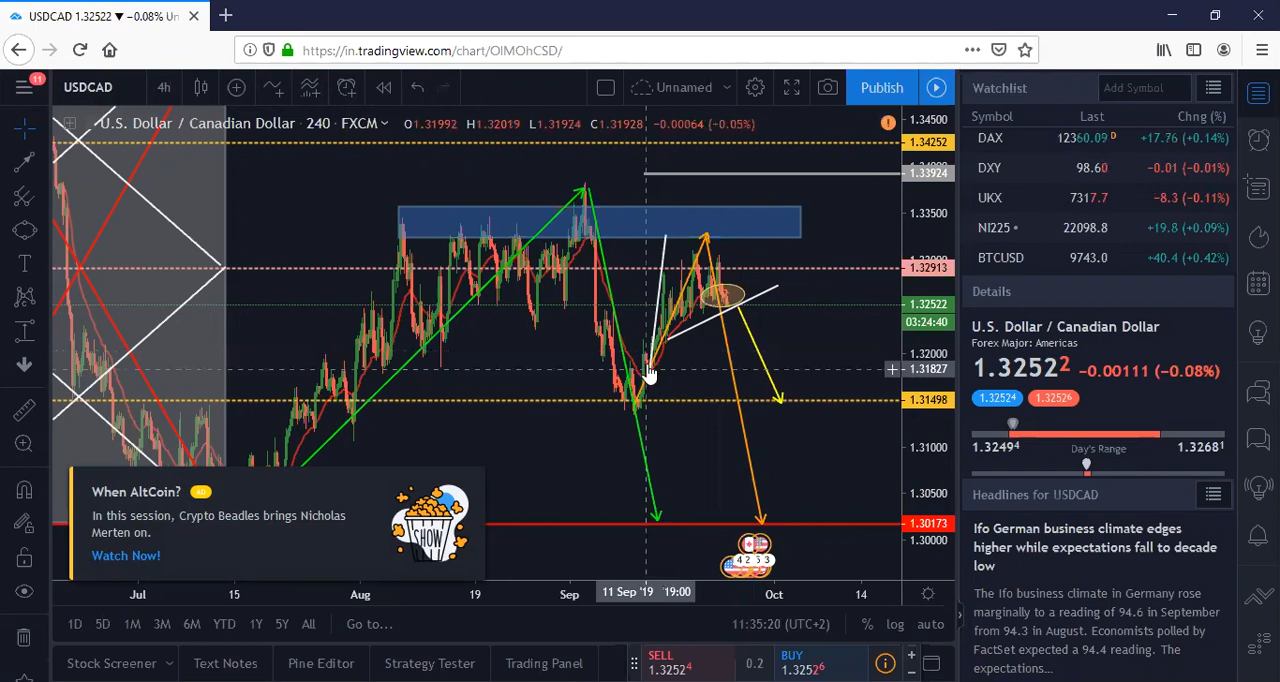 USDCAD 1.32522 ▼ −0.08% Un
https://in.tradingview.com/chart/OIMOhCSD/
11
USDCAD
4h
Unnamed
Publish
Watchlist
Add Symbol
U.S. Dollar / Canadian Dollar · 240 · FXCM
O1.31992 H1.32019 L1.31924 C1.31928 −0.00064 (−0.05%)
Symbol Last Chng (%)
DAX 12360.09 D +17.76 (+0.14%)
DXY 98.60 −0.01 (−0.01%)
UKX 7317.7 −8.3 (−0.11%)
NI225 22098.8 +19.8 (+0.09%)
BTCUSD 9743.0 +40.4 (+0.42%)
1.34500
1.34252
1.33924
1.33500
1.32913
1.32522
03:24:40
1.32000
1.31827
1.31498
1.31000
1.30500
1.30173
1.30000
Details
U.S. Dollar / Canadian Dollar
Forex Major: Americas
1.32522 −0.00111 (−0.08%)
1.32524 1.32526
1.32494 Day's Range 1.32681
Headlines for USDCAD
Ifo German business climate edges
higher while expectations fall to decade
low
The Ifo business climate in Germany rose
marginally to a reading of 94.6 in September
from 94.3 in August. Economists polled by
FactSet expected a 94.4 reading. The
expectations...
When AltCoin? AD
In this session, Crypto Beadles brings Nicholas
Merten on.
Watch Now!
SHOW
Jul 15 Aug 19 Sep 11 Sep '19 19:00 Oct 14
1D 5D 1M 3M 6M YTD 1Y 5Y All Go to... 11:35:20 (UTC+2) % log auto
Stock Screener Text Notes Pine Editor Strategy Tester Trading Panel
SELL
1.32524
0.2
BUY
1.32526